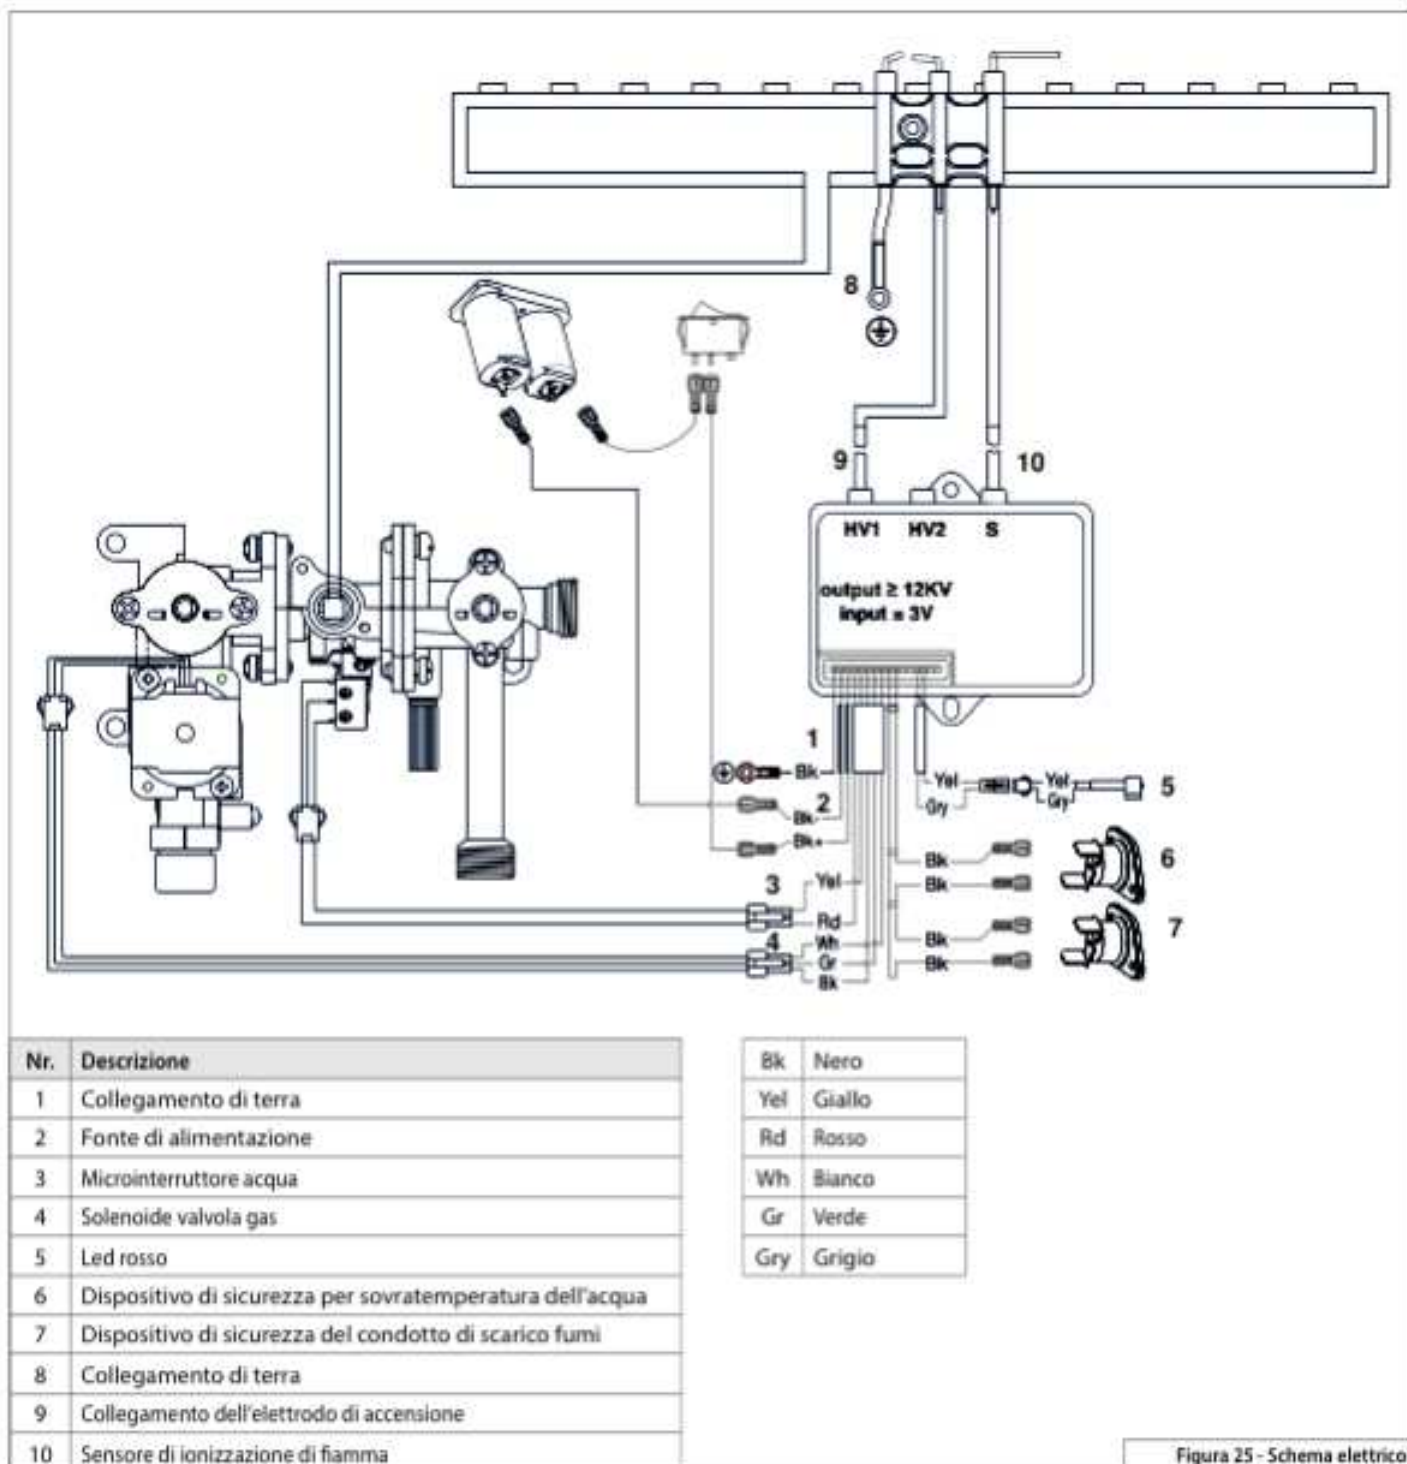 8
9
10
HV1 HV2 S
output ≥ 12KV
input = 3V
1
Bk
2
Bk-
Bk+
Yel
Gry
Yel
Gry
5
Bk
Bk
6
Bk
Bk
7
3
Yel
Rd
4
Wh
Gr
Bk
Nr. Descrizione
1 Collegamento di terra
2 Fonte di alimentazione
3 Microinterruttore acqua
4 Solenoide valvola gas
5 Led rosso
6 Dispositivo di sicurezza per sovratemperatura dell'acqua
7 Dispositivo di sicurezza del condotto di scarico fumi
8 Collegamento di terra
9 Collegamento dell'elettrodo di accensione
10 Sensore di ionizzazione di fiamma
Bk Nero
Yel Giallo
Rd Rosso
Wh Bianco
Gr Verde
Gry Grigio
Figura 25 - Schema elettrico